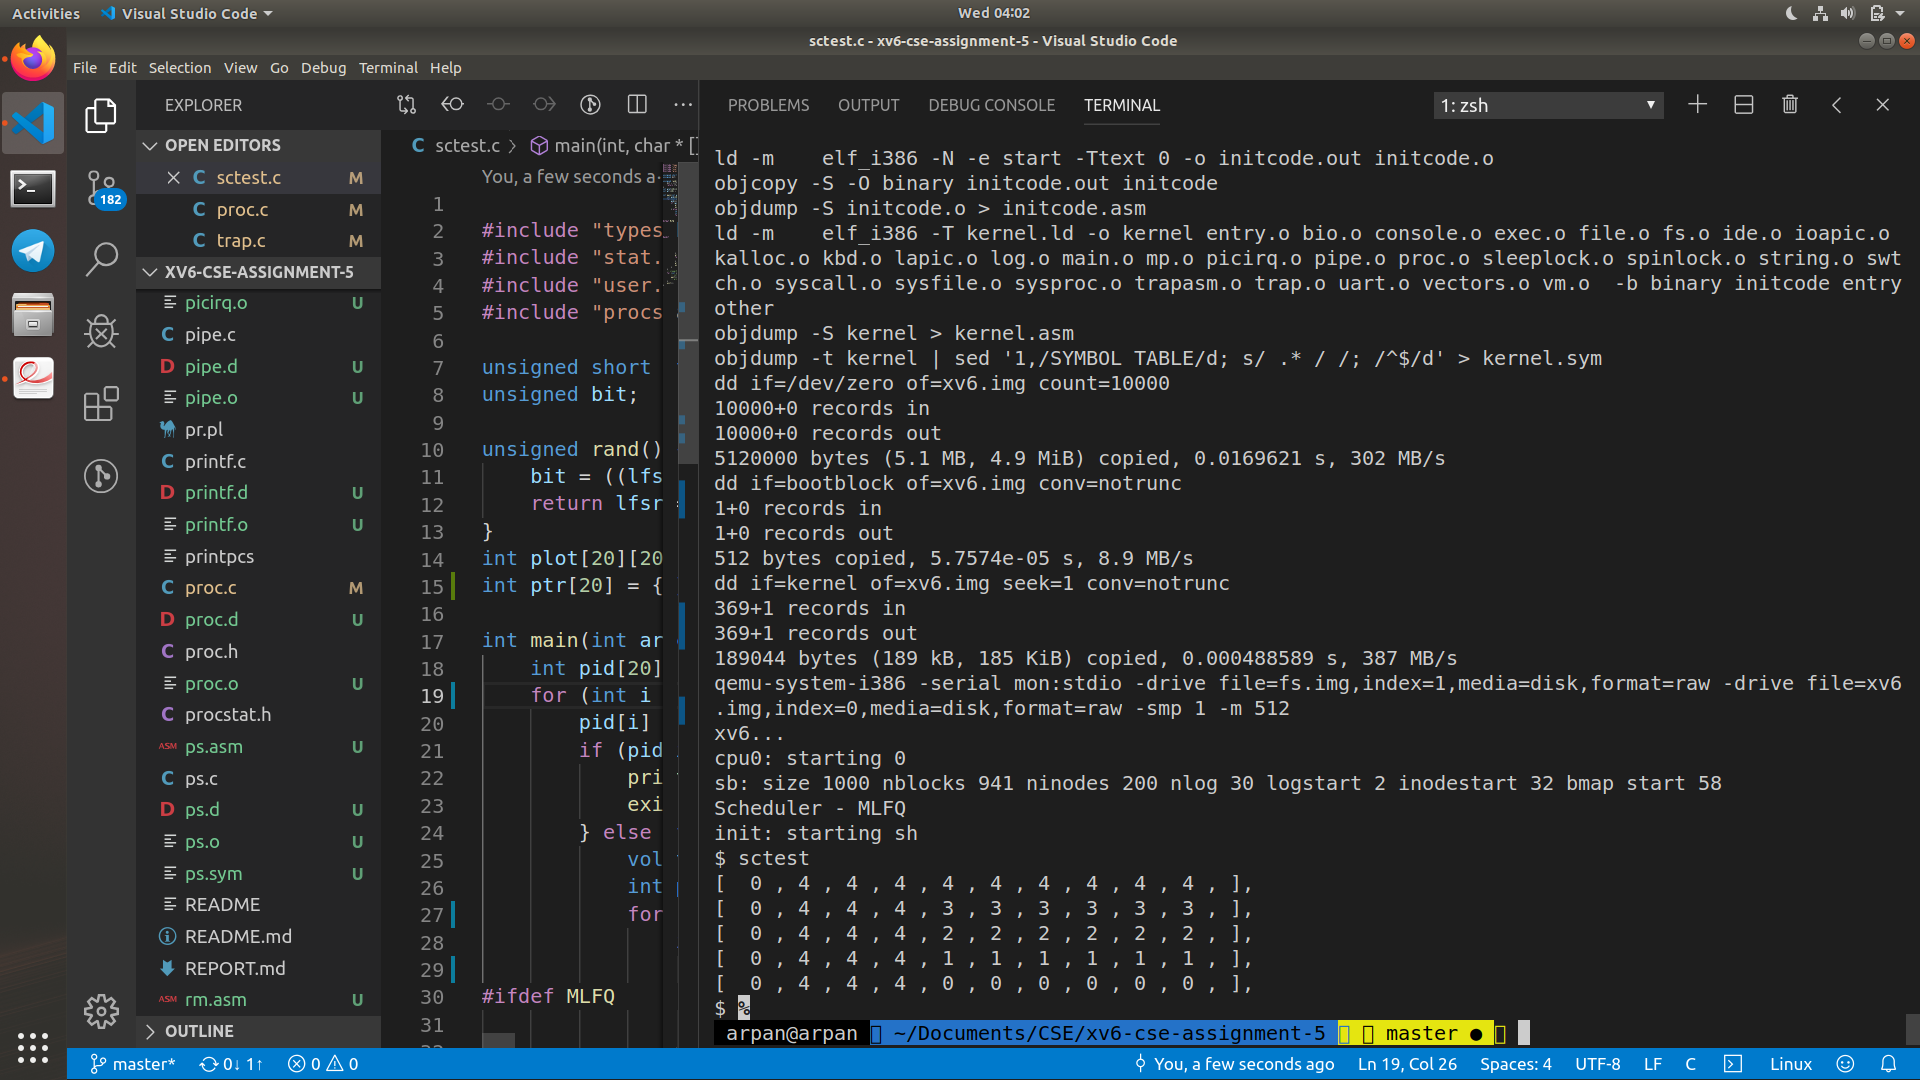 Activities
Visual Studio Code
Wed 04:02
sctest.c - xv6-cse-assignment-5 - Visual Studio Code
File Edit Selection View Go Debug Terminal Help
EXPLORER
OPEN EDITORS
C sctest.c M
C proc.c M
C trap.c M
XV6-CSE-ASSIGNMENT-5
picirq.o U
C pipe.c
D pipe.d U
pipe.o U
pr.pl
C printf.c
D printf.d U
printf.o U
printpcs
C proc.c M
D proc.d U
C proc.h
proc.o U
C procstat.h
ASM ps.asm U
C ps.c
D ps.d U
ps.o U
ps.sym U
README
README.md
REPORT.md
ASM rm.asm U
OUTLINE
182
C sctest.c > main(int, char * []
You, a few seconds a
1
2 #include "types
3 #include "stat.
4 #include "user.
5 #include "procs
6
7 unsigned short
8 unsigned bit;
9
10 unsigned rand()
11 bit = ((lfs
12 return lfsr
13 }
14 int plot[20][20
15 int ptr[20] = {
16
17 int main(int ar
18 int pid[20]
19 for (int i
20 pid[i]
21 if (pid
22 pri
23 exi
24 } else
25 vol
26 int
27 for
28
29
30 #ifdef MLFQ
31
PROBLEMS OUTPUT DEBUG CONSOLE TERMINAL
1: zsh
ld -m    elf_i386 -N -e start -Ttext 0 -o initcode.out initcode.o
objcopy -S -O binary initcode.out initcode
objdump -S initcode.o > initcode.asm
ld -m    elf_i386 -T kernel.ld -o kernel entry.o bio.o console.o exec.o file.o fs.o ide.o ioapic.o
kalloc.o kbd.o lapic.o log.o main.o mp.o picirq.o pipe.o proc.o sleeplock.o spinlock.o string.o swt
ch.o syscall.o sysfile.o sysproc.o trapasm.o trap.o uart.o vectors.o vm.o  -b binary initcode entry
other
objdump -S kernel > kernel.asm
objdump -t kernel | sed '1,/SYMBOL TABLE/d; s/ .* / /; /^$/d' > kernel.sym
dd if=/dev/zero of=xv6.img count=10000
10000+0 records in
10000+0 records out
5120000 bytes (5.1 MB, 4.9 MiB) copied, 0.0169621 s, 302 MB/s
dd if=bootblock of=xv6.img conv=notrunc
1+0 records in
1+0 records out
512 bytes copied, 5.7574e-05 s, 8.9 MB/s
dd if=kernel of=xv6.img seek=1 conv=notrunc
369+1 records in
369+1 records out
189044 bytes (189 kB, 185 KiB) copied, 0.000488589 s, 387 MB/s
qemu-system-i386 -serial mon:stdio -drive file=fs.img,index=1,media=disk,format=raw -drive file=xv6
.img,index=0,media=disk,format=raw -smp 1 -m 512
xv6...
cpu0: starting 0
sb: size 1000 nblocks 941 ninodes 200 nlog 30 logstart 2 inodestart 32 bmap start 58
Scheduler - MLFQ
init: starting sh
$ sctest
[  0 , 4 , 4 , 4 , 4 , 4 , 4 , 4 , 4 , 4 , ],
[  0 , 4 , 4 , 4 , 3 , 3 , 3 , 3 , 3 , 3 , ],
[  0 , 4 , 4 , 4 , 2 , 2 , 2 , 2 , 2 , 2 , ],
[  0 , 4 , 4 , 4 , 1 , 1 , 1 , 1 , 1 , 1 , ],
[  0 , 4 , 4 , 4 , 0 , 0 , 0 , 0 , 0 , 0 , ],
$ %
arpan@arpan ~/Documents/CSE/xv6-cse-assignment-5 master ●
master* 0↓ 1↑ 0 0
You, a few seconds ago Ln 19, Col 26 Spaces: 4 UTF-8 LF C Linux